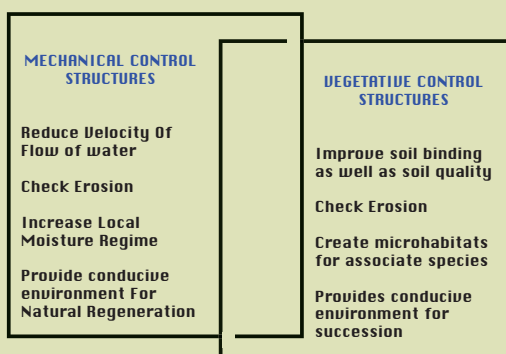 MECHANICAL CONTROL
STRUCTURES
Reduce Velocity Of
Flow of water
Check Erosion
Increase Local
Moisture Regime
Provide conducive
environment For
Natural Regeneration
VEGETATIVE CONTROL
STRUCTURES
Improve soil binding
as well as soil quality
Check Erosion
Create microhabitats
for associate species
Provides conducive
environment for
succession